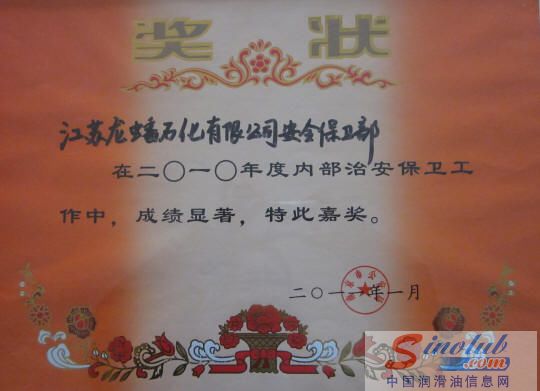 奖状
江苏龙蟠石化有限公司安全保卫部
在二〇一〇年度内部治安保卫工
作中，成绩显著，特此嘉奖。
二〇一一年一月
Sinolub
.com
中国润滑油信息网